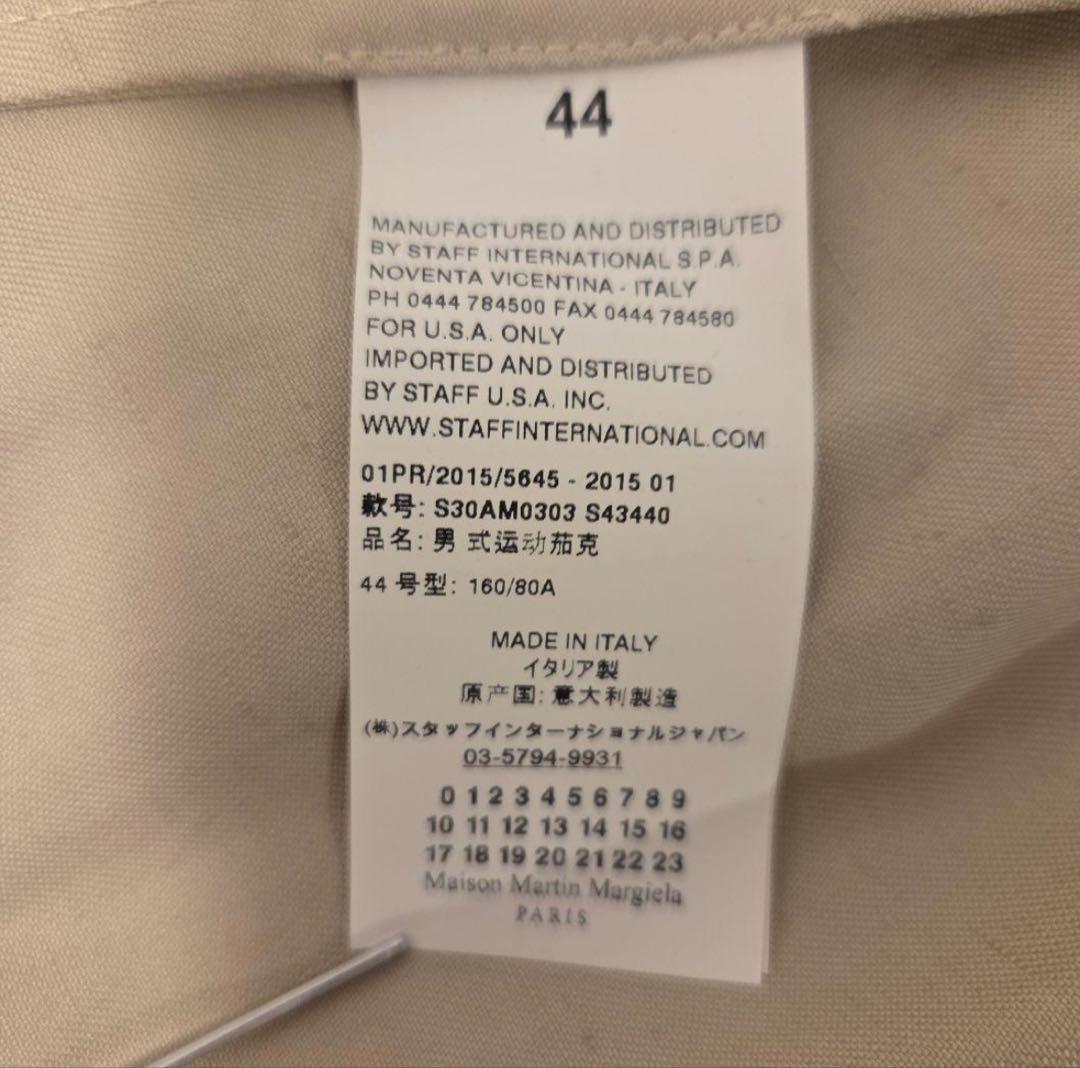 44
MANUFACTURED AND DISTRIBUTED
BY STAFF INTERNATIONAL S.P.A.
NOVENTA VICENTINA - ITALY
PH 0444 784500 FAX 0444 784580
FOR U.S.A. ONLY
IMPORTED AND DISTRIBUTED
BY STAFF U.S.A. INC.
WWW.STAFFINTERNATIONAL.COM
01PR/2015/5645 - 2015 01
款号: S30AM0303 S43440
品名: 男 式运动茄克
44 号型: 160/80A
MADE IN ITALY
イタリア製
原产国: 意大利製造
(株)スタッフインターナショナルジャパン
03-5794-9931
0 1 2 3 4 5 6 7 8 9
10 11 12 13 14 15 16
17 18 19 20 21 22 23
Maison Martin Margiela
PARIS